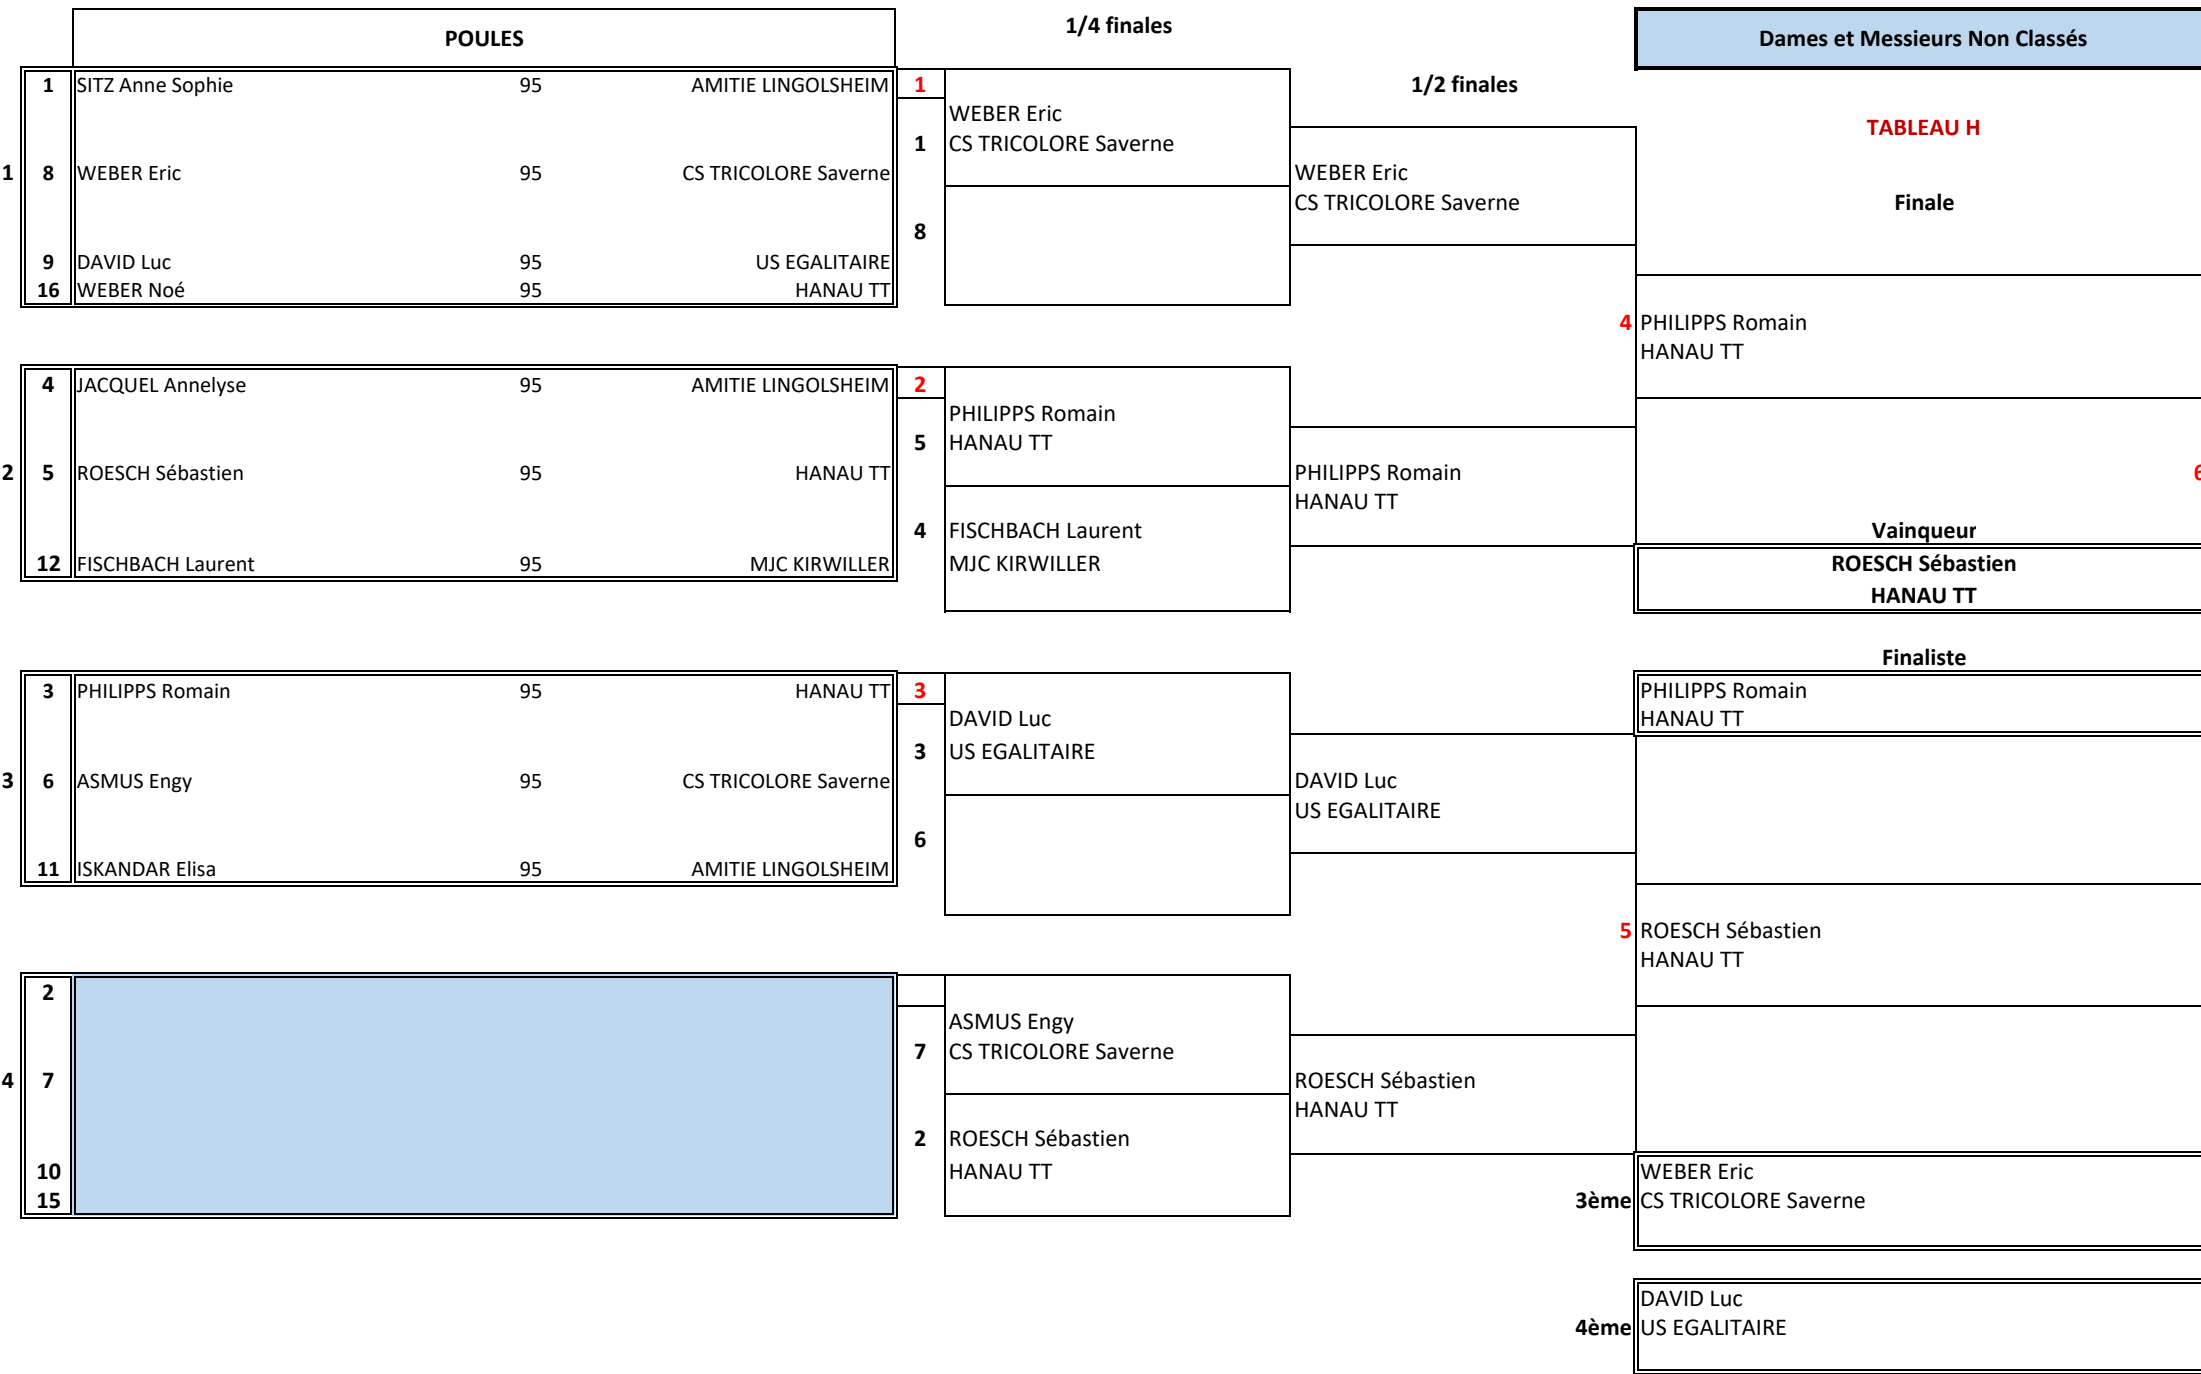 POULES
1/4 finales
Dames et Messieurs Non Classés
1 SITZ Anne Sophie 95 AMITIE LINGOLSHEIM 1
1/2 finales
WEBER Eric
TABLEAU H
1 CS TRICOLORE Saverne
1 8 WEBER Eric 95 CS TRICOLORE Saverne
WEBER Eric
CS TRICOLORE Saverne
Finale
8
9 DAVID Luc 95 US EGALITAIRE
16 WEBER Noé 95 HANAU TT
4 PHILIPPS Romain
HANAU TT
4 JACQUEL Annelyse 95 AMITIE LINGOLSHEIM 2
PHILIPPS Romain
5 HANAU TT
2 5 ROESCH Sébastien 95 HANAU TT
PHILIPPS Romain
HANAU TT
6
4 FISCHBACH Laurent
Vainqueur
12 FISCHBACH Laurent 95 MJC KIRWILLER
MJC KIRWILLER
ROESCH Sébastien
HANAU TT
Finaliste
3 PHILIPPS Romain 95 HANAU TT 3
PHILIPPS Romain
HANAU TT
DAVID Luc
3 US EGALITAIRE
3 6 ASMUS Engy 95 CS TRICOLORE Saverne
DAVID Luc
US EGALITAIRE
6
11 ISKANDAR Elisa 95 AMITIE LINGOLSHEIM
5 ROESCH Sébastien
HANAU TT
2
ASMUS Engy
7 CS TRICOLORE Saverne
4 7
ROESCH Sébastien
HANAU TT
2 ROESCH Sébastien
10
HANAU TT
15
WEBER Eric
3ème CS TRICOLORE Saverne
DAVID Luc
4ème US EGALITAIRE